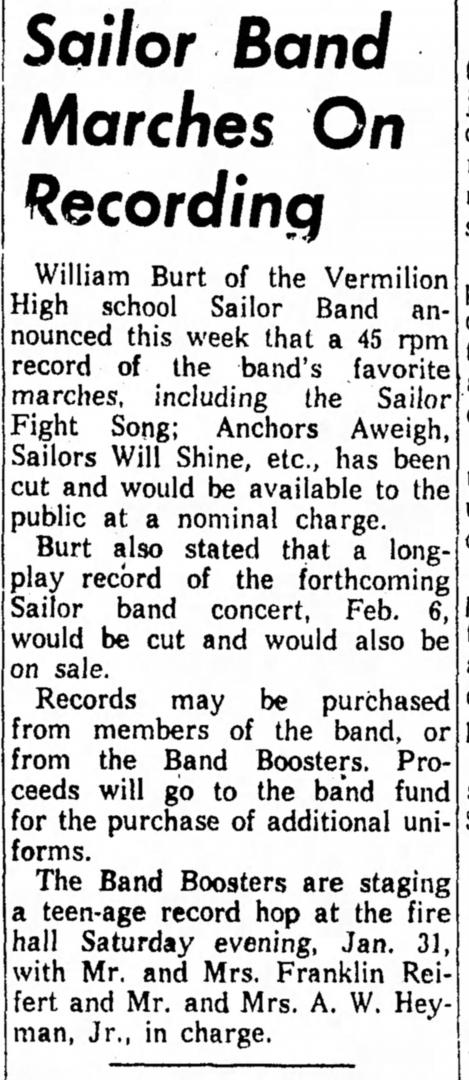 Sailor Band
Marches On
Recording
William Burt of the Vermilion
High school Sailor Band an-
nounced this week that a 45 rpm
record of the band's favorite
marches, including the Sailor
Fight Song; Anchors Aweigh,
Sailors Will Shine, etc., has been
cut and would be available to the
public at a nominal charge.
Burt also stated that a long-
play record of the forthcoming
Sailor band concert, Feb. 6,
would be cut and would also be
on sale.
Records may be purchased
from members of the band, or
from the Band Boosters. Pro-
ceeds will go to the band fund
for the purchase of additional uni-
forms.
The Band Boosters are staging
a teen-age record hop at the fire
hall Saturday evening, Jan. 31,
with Mr. and Mrs. Franklin Rei-
fert and Mr. and Mrs. A. W. Hey-
man, Jr., in charge.